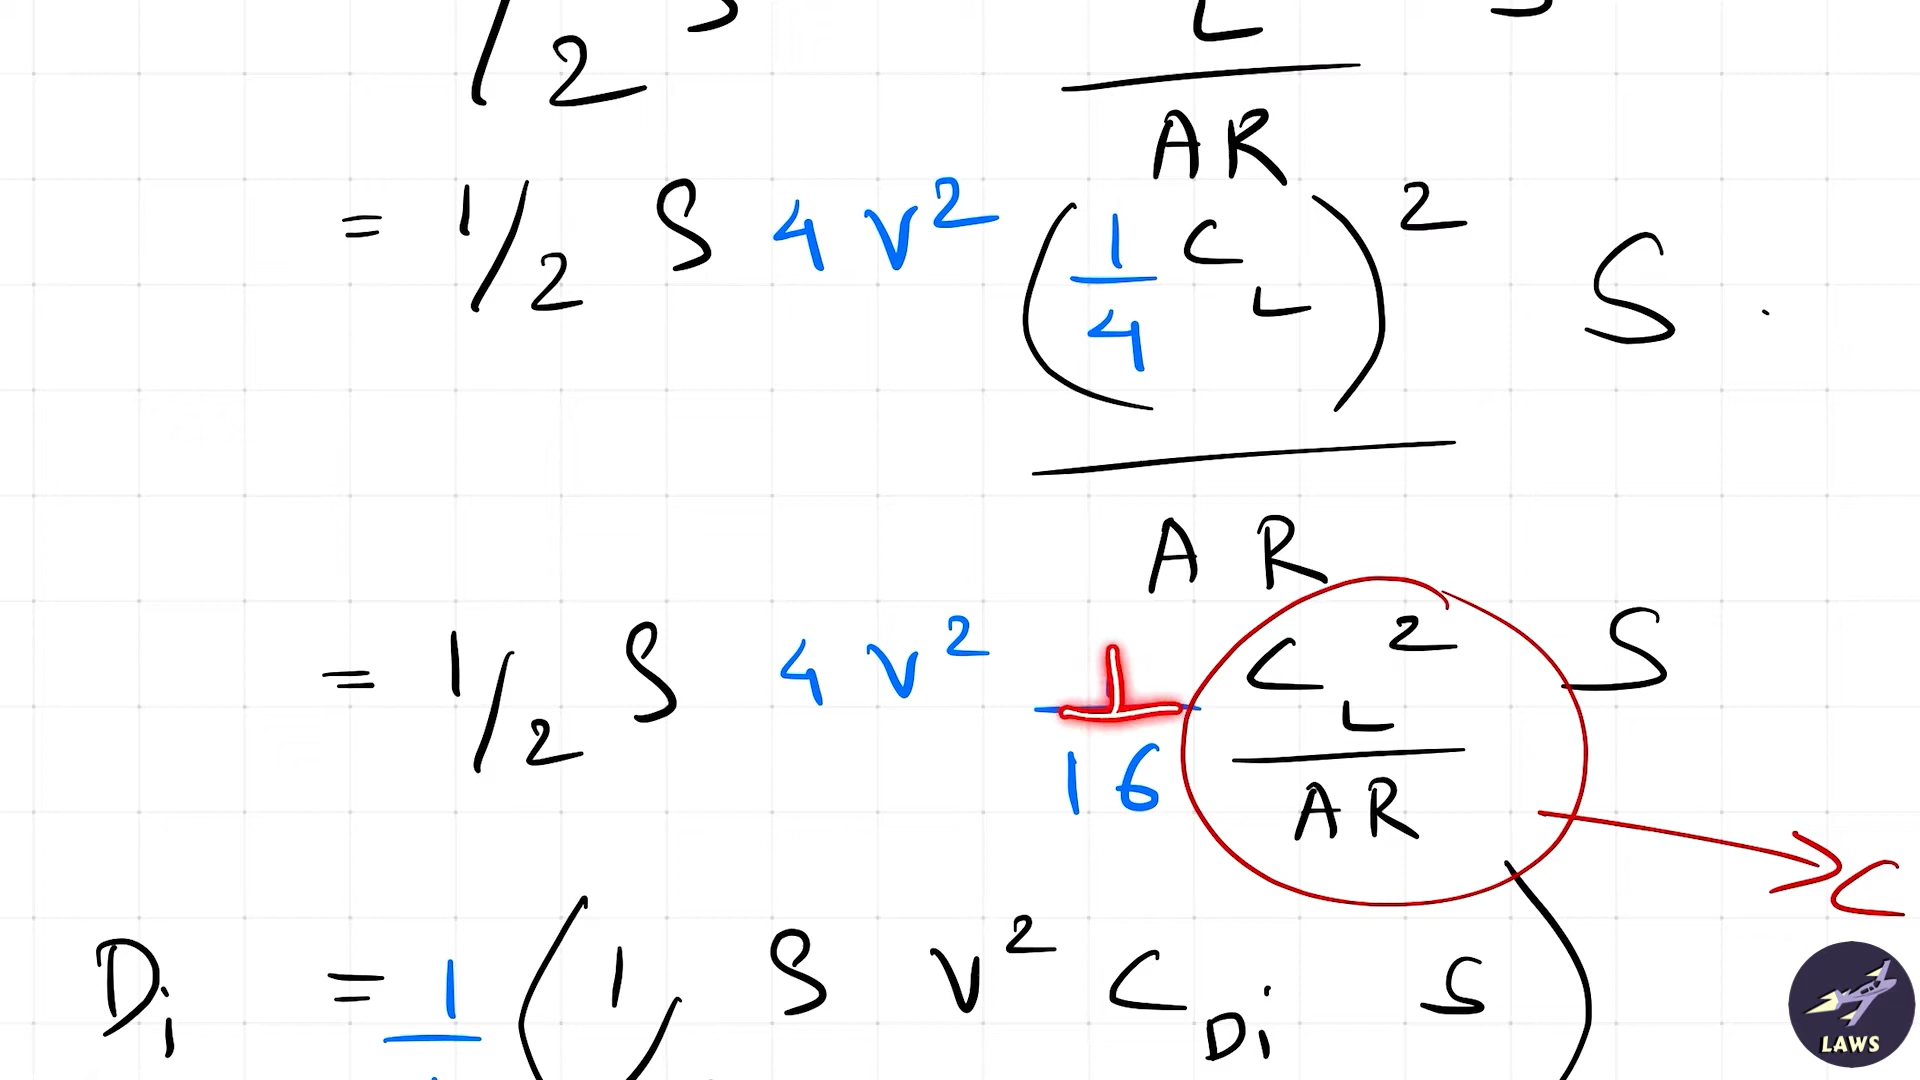 1/2 S L S
AR
= 1/2 S 4 V² (1/4 C_L)² S .
A R
= 1/2 S 4 V² 1/16 C_L² S
AR
C
D_i = 1 ( 1/ S V² C_Di S )
LAWS